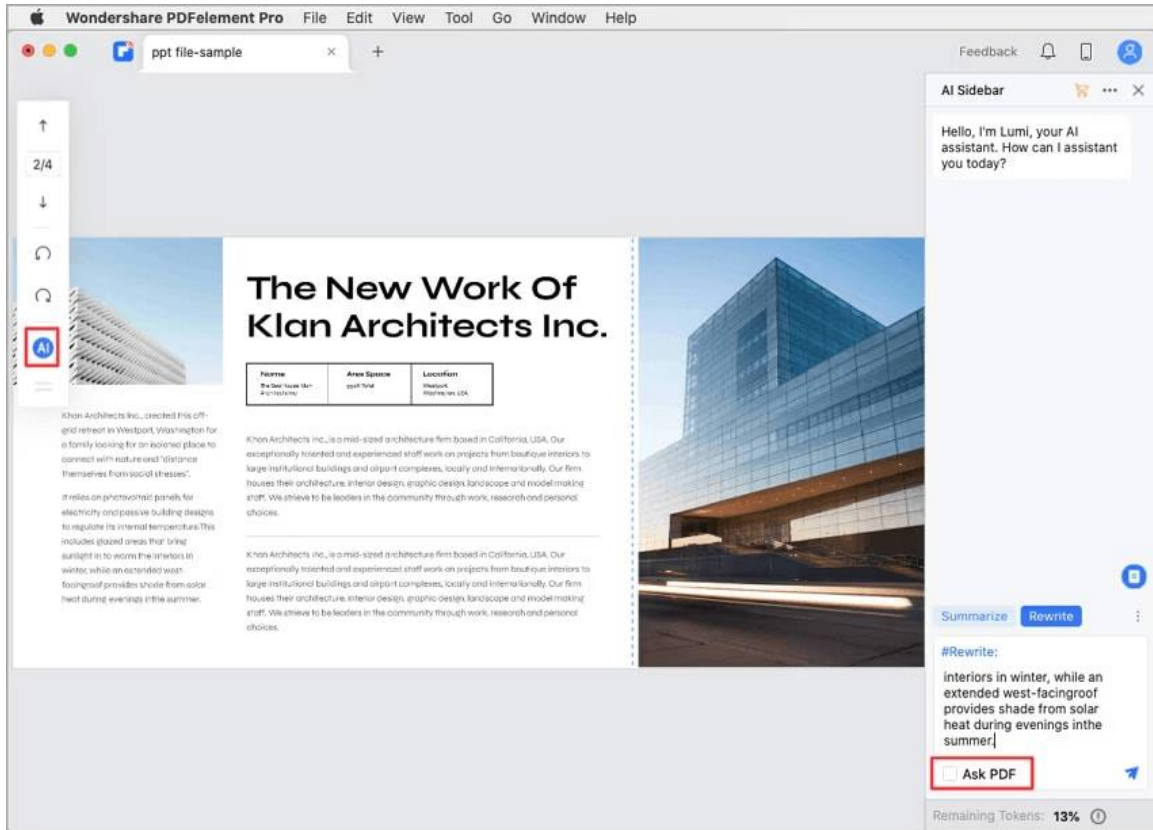 Wondershare PDFelement Pro File Edit View Tool Go Window Help
ppt file-sample
Feedback
AI Sidebar
Hello, I'm Lumi, your AI
assistant. How can I assistant
you today?
2/4
AI
The New Work Of
Klan Architects Inc.
Name Area Space Location
Total Westport
Washington, USA
Khan Architects Inc., created this off-
grid retreat in Westport, Washington for
a family looking for an isolated place to
connect with nature and "distance
themselves from social stresses".
It relies on photovoltaic panels for
electricity and passive building designs
to regulate its internal temperature.This
includes glazed areas that bring
sunlight in to warm the interiors in
winter, while an extended west-
facingroof provides shade from solar
heat during evenings inthe summer.
Khan Architects Inc., is a mid-sized architecture firm based in California, USA. Our
exceptionally talented and experienced staff work on projects from boutique interiors to
large institutional buildings and airport complexes, locally and internationally. Our firm
houses their architecture, interior design, graphic design, landscape and model making
staff. We strieve to be leaders in the community through work, research and personal
choices.
Khan Architects Inc., is a mid-sized architecture firm based in California, USA. Our
exceptionally talented and experienced staff work on projects from boutique interiors to
large institutional buildings and airport complexes, locally and internationally. Our firm
houses their architecture, interior design, graphic design, landscape and model making
staff. We strieve to be leaders in the community through work, research and personal
choices.
Summarize Rewrite
#Rewrite:
interiors in winter, while an
extended west-facingroof
provides shade from solar
heat during evenings inthe
summer.
Ask PDF
Remaining Tokens: 13%